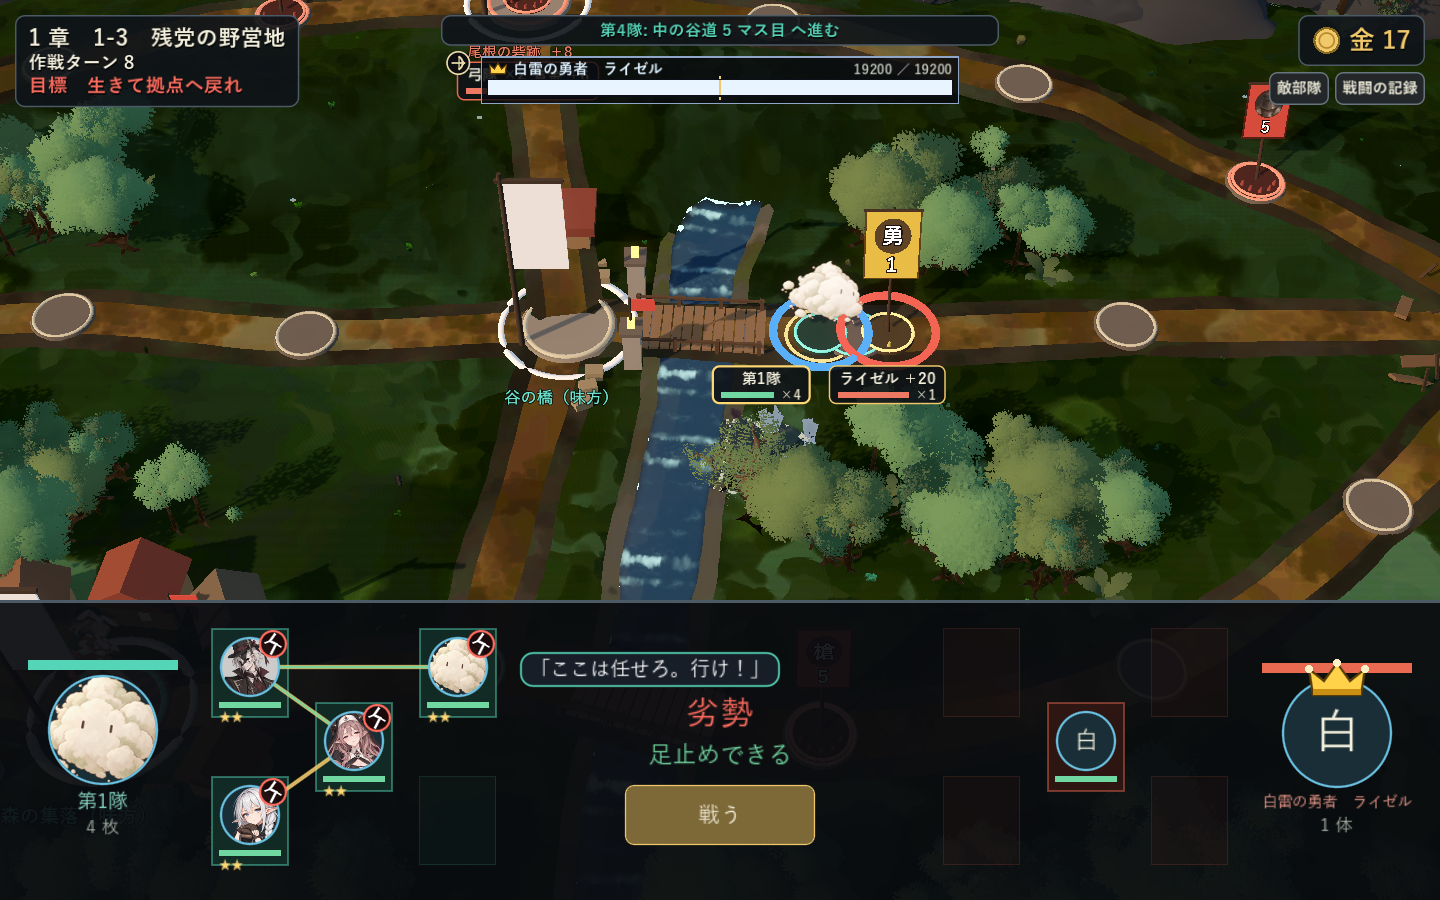 1 章　1-3　残党の野営地
作戦ターン 8
目標　生きて拠点へ戻れ
第4隊: 中の谷道 5 マス目 へ進む
尾根の砦跡 +8
白雷の勇者　ライゼル
19200 ／ 19200
金 17
敵部隊
戦闘の記録
5
勇
1
谷の橋（味方）
第1隊
×4
ライゼル +20
×1
「ここは任せろ。行け！」
劣勢
足止めできる
戦う
第1隊
4 枚
森の集落
槍
5
白
白
白雷の勇者　ライゼル
1 体